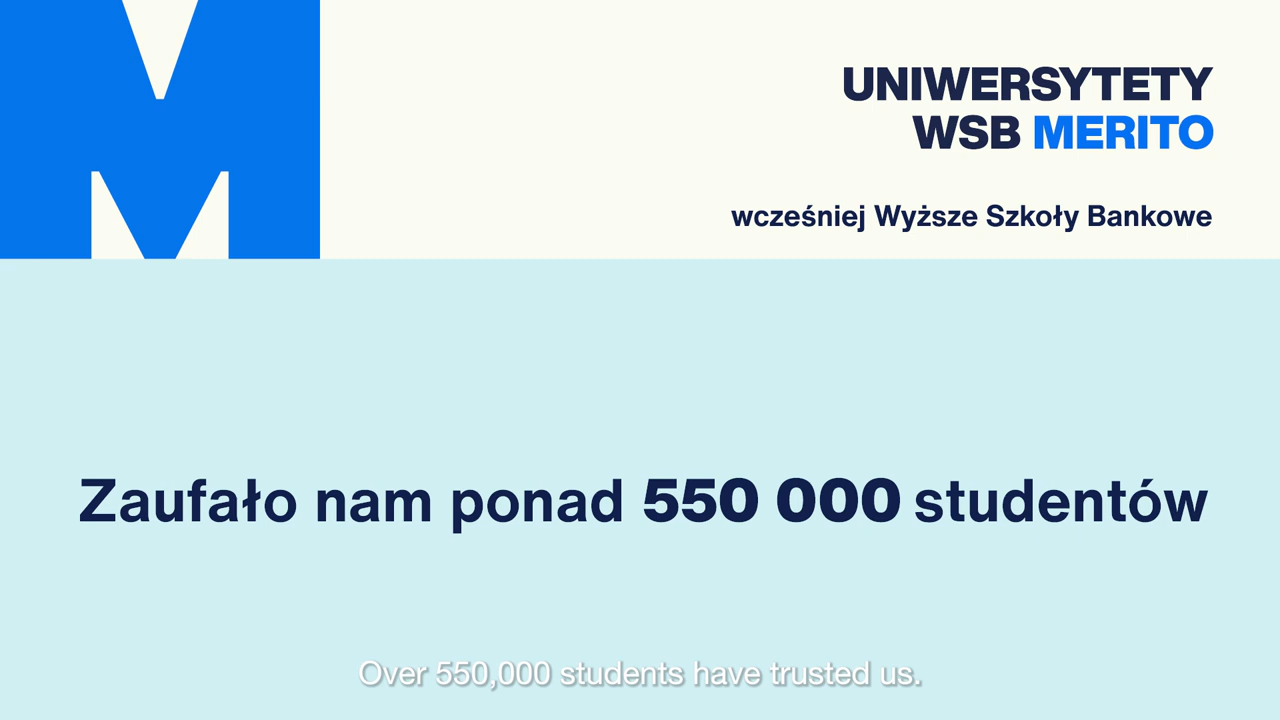 UNIWERSYTETY
WSB MERITO
wcześniej Wyższe Szkoły Bankowe
Zaufało nam ponad 550 000 studentów
Over 550,000 students have trusted us.